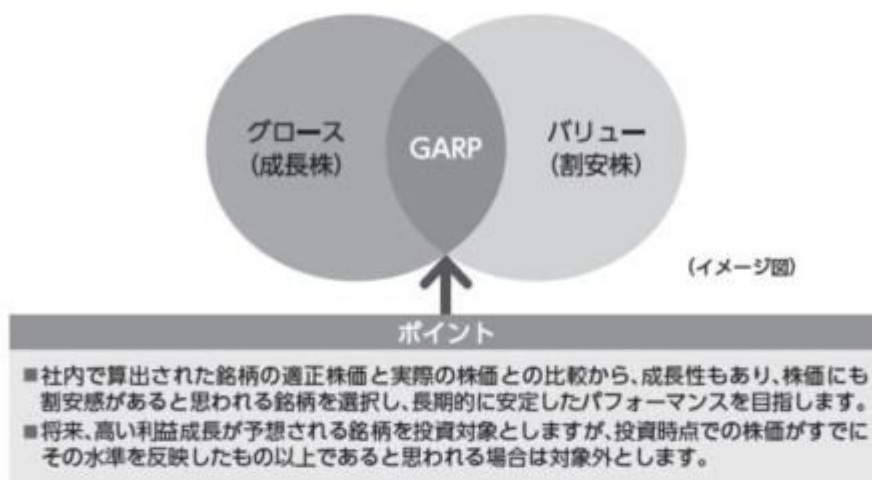 グロース
(成長株)
GARP
バリュー
(割安株)
(イメージ図)
ポイント
■社内で算出された銘柄の適正株価と実際の株価との比較から、成長性もあり、株価にも
割安感があると思われる銘柄を選択し、長期的に安定したパフォーマンスを目指します。
■将来、高い利益成長が予想される銘柄を投資対象としますが、投資時点での株価がすでに
その水準を反映したもの以上であると思われる場合は対象外とします。